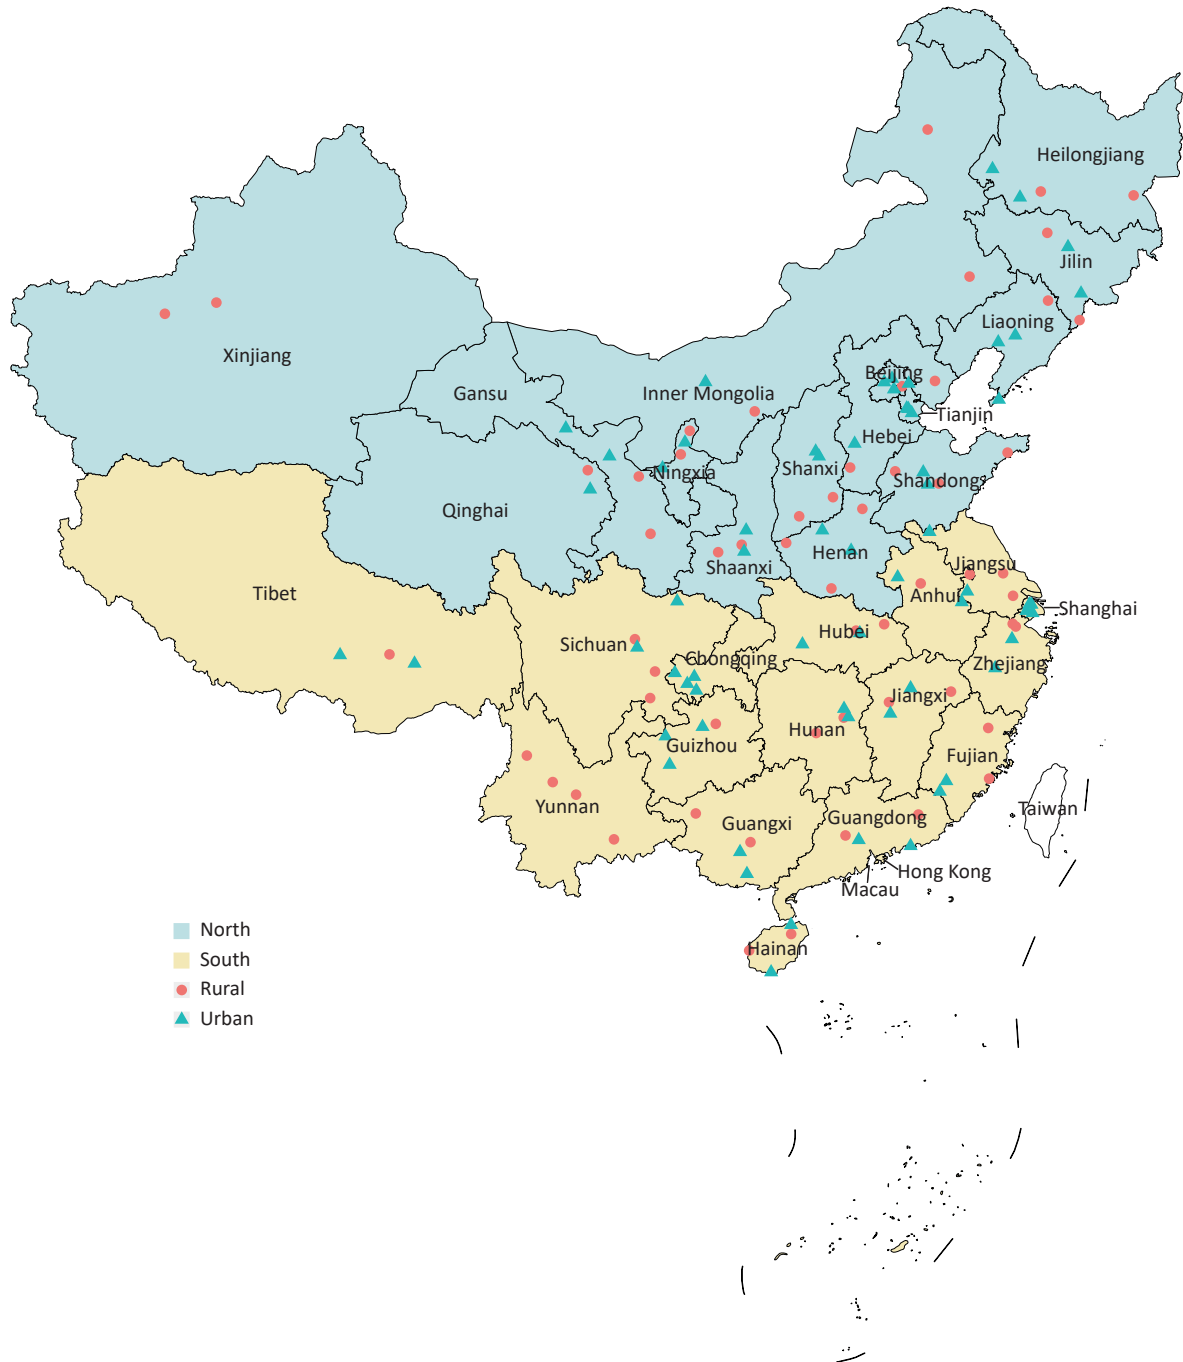 Heilongjiang
Jilin
Liaoning
Xinjiang
Beijing
Gansu
Inner Mongolia
Tianjin
Hebei
Shanxi
Ningxia
Shandong
Qinghai
Henan
Shaanxi
Jiangsu
Tibet
Anhui
Shanghai
Hubei
Sichuan
Chongqing
Zhejiang
Jiangxi
Hunan
Guizhou
Fujian
Yunnan
Taiwan
Guangdong
Guangxi
Hong Kong
Macau
Hainan
North
South
Rural
Urban